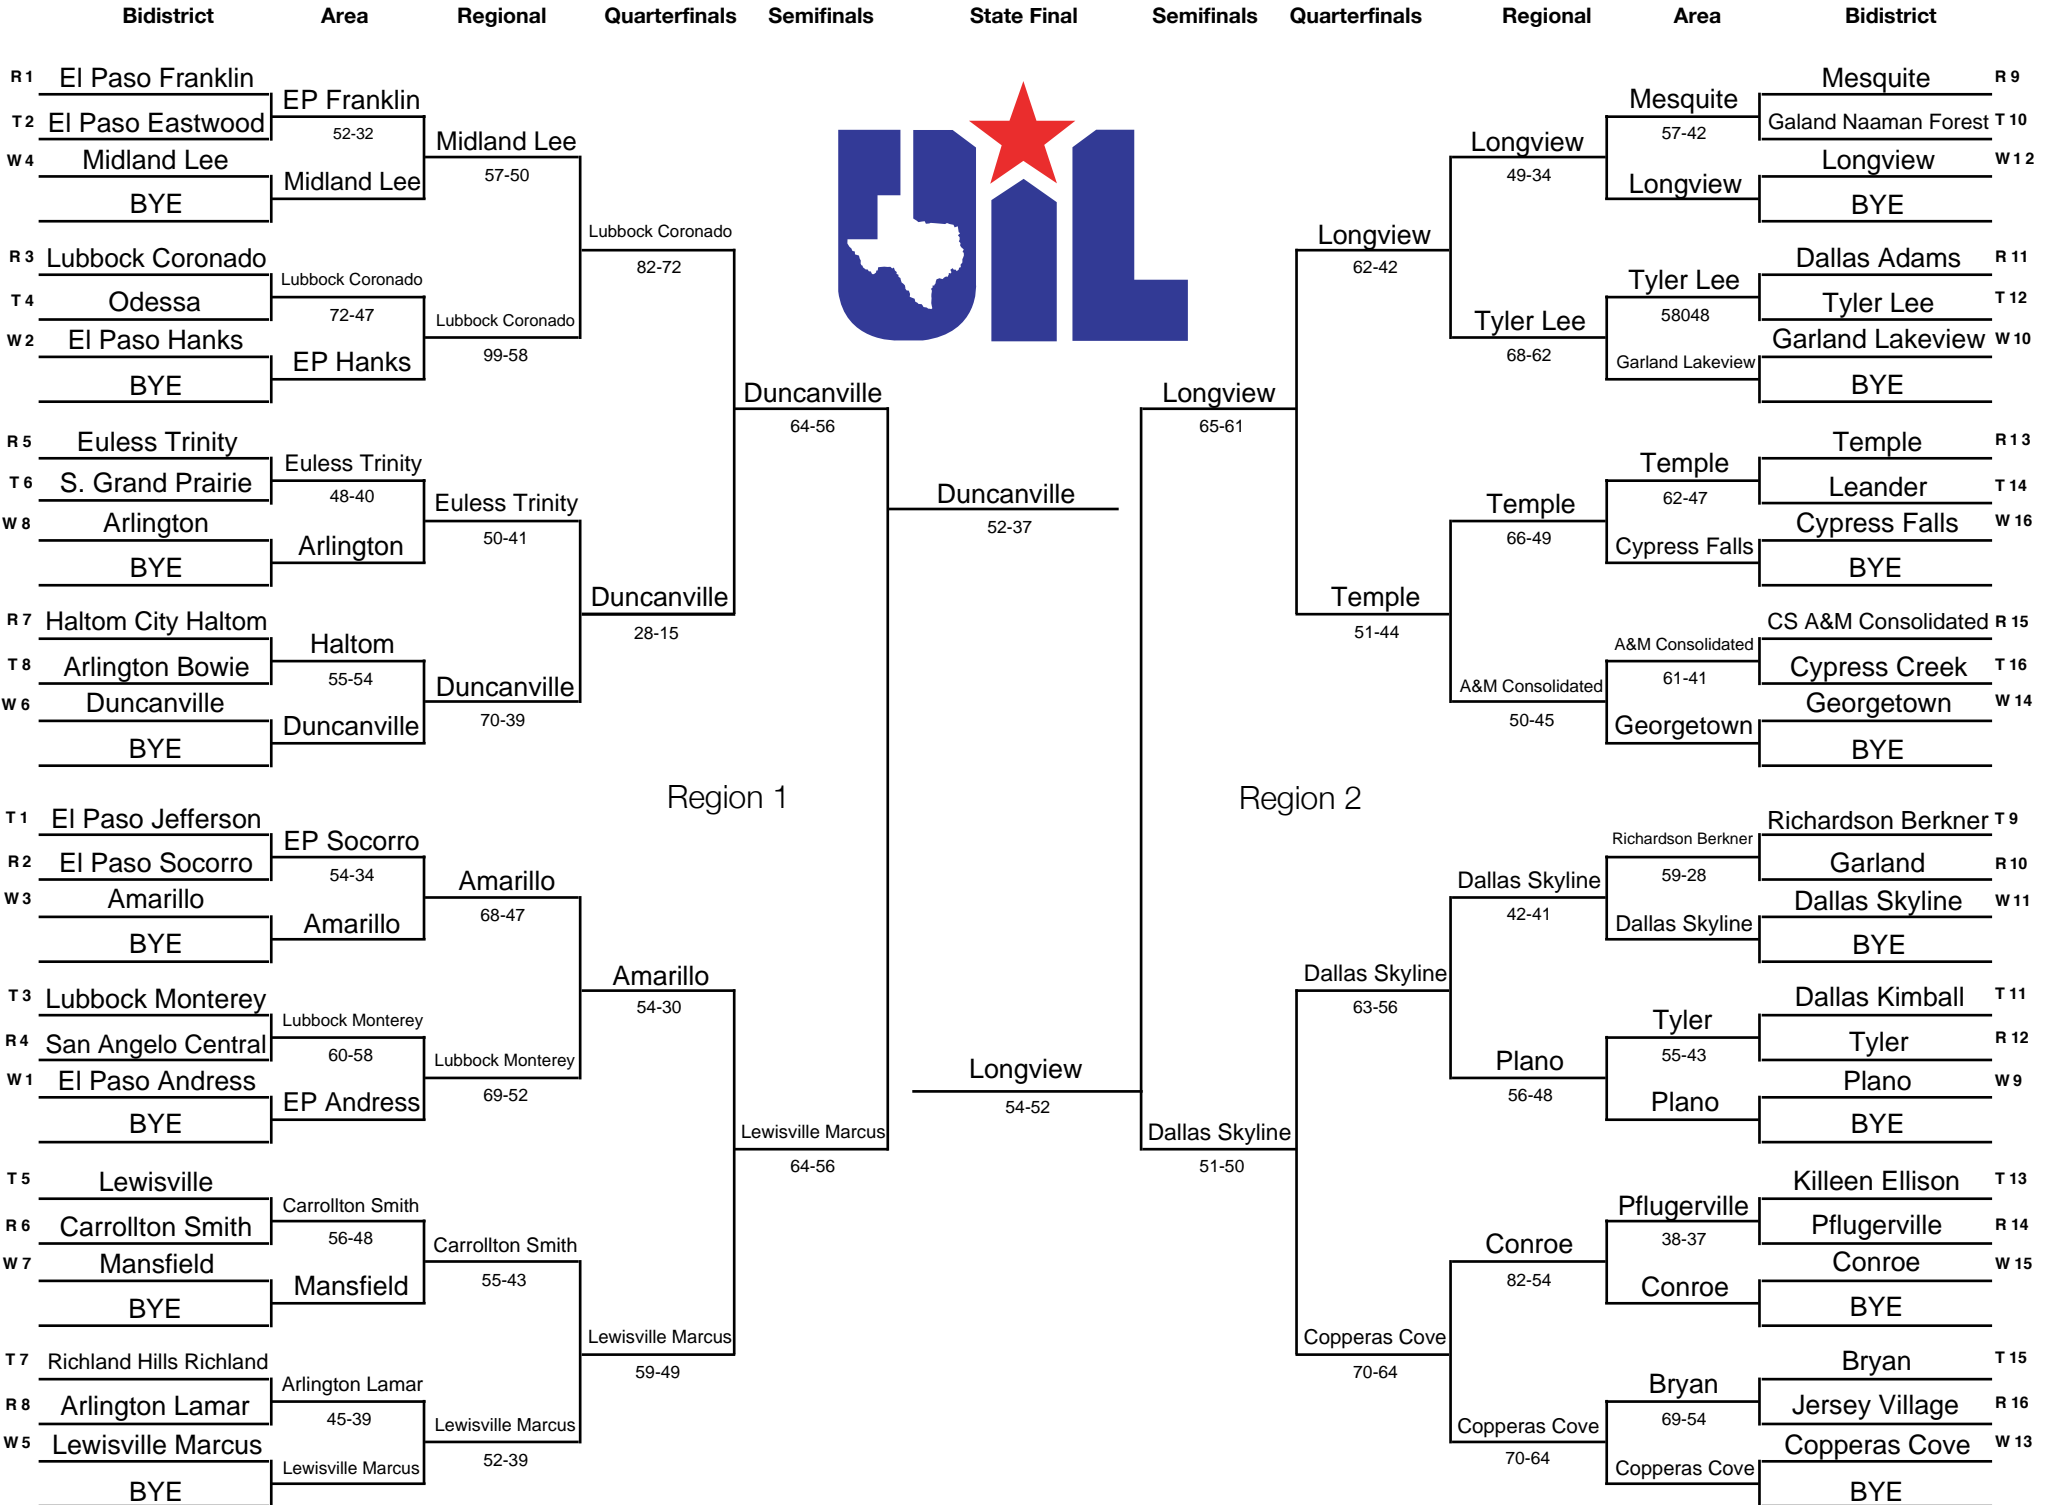 Bidistrict Area Regional Quarterfinals Semifinals State Final Semifinals Quarterfinals Regional Area Bidistrict
R 1 El Paso Franklin
EP Franklin
52-32
T 2 El Paso Eastwood
Midland Lee
57-50
W 4 Midland Lee
Midland Lee
BYE
Lubbock Coronado
82-72
R 3 Lubbock Coronado
Lubbock Coronado
72-47
T 4 Odessa
Lubbock Coronado
99-58
W 2 El Paso Hanks
EP Hanks
BYE
Duncanville
64-56
R 5 Euless Trinity
Euless Trinity
48-40
T 6 S. Grand Prairie
Euless Trinity
50-41
W 8 Arlington
Arlington
BYE
Duncanville
28-15
R 7 Haltom City Haltom
Haltom
55-54
T 8 Arlington Bowie
Duncanville
70-39
W 6 Duncanville
Duncanville
BYE
Region 1
T 1 El Paso Jefferson
EP Socorro
54-34
R 2 El Paso Socorro
Amarillo
68-47
W 3 Amarillo
Amarillo
BYE
Amarillo
54-30
T 3 Lubbock Monterey
Lubbock Monterey
60-58
R 4 San Angelo Central
Lubbock Monterey
69-52
W 1 El Paso Andress
EP Andress
BYE
Lewisville Marcus
64-56
T 5 Lewisville
Carrollton Smith
56-48
R 6 Carrollton Smith
Carrollton Smith
55-43
W 7 Mansfield
Mansfield
BYE
Lewisville Marcus
59-49
T 7 Richland Hills Richland
Arlington Lamar
45-39
R 8 Arlington Lamar
Lewisville Marcus
52-39
W 5 Lewisville Marcus
Lewisville Marcus
BYE
UIL
Duncanville
52-37
Longview
54-52
Mesquite R 9
Mesquite
57-42
Galand Naaman Forest T 10
Longview
49-34
Longview W 1 2
Longview
BYE
Longview
62-42
Dallas Adams R 11
Tyler Lee
58048
Tyler Lee T 12
Tyler Lee
68-62
Garland Lakeview W 10
Garland Lakeview
BYE
Longview
65-61
Temple R 1 3
Temple
62-47
Leander T 14
Temple
66-49
Cypress Falls W 16
Cypress Falls
BYE
Temple
51-44
CS A&M Consolidated R 15
A&M Consolidated
61-41
Cypress Creek T 16
A&M Consolidated
50-45
Georgetown W 14
Georgetown
BYE
Region 2
Richardson Berkner T 9
Richardson Berkner
59-28
Garland R 10
Dallas Skyline
42-41
Dallas Skyline W 11
Dallas Skyline
BYE
Dallas Skyline
63-56
Dallas Kimball T 11
Tyler
55-43
Tyler R 12
Plano
56-48
Plano W 9
Plano
BYE
Dallas Skyline
51-50
Killeen Ellison T 13
Pflugerville
38-37
Pflugerville R 14
Conroe
82-54
Conroe W 15
Conroe
BYE
Copperas Cove
70-64
Bryan T 15
Bryan
69-54
Jersey Village R 16
Copperas Cove
70-64
Copperas Cove W 13
Copperas Cove
BYE